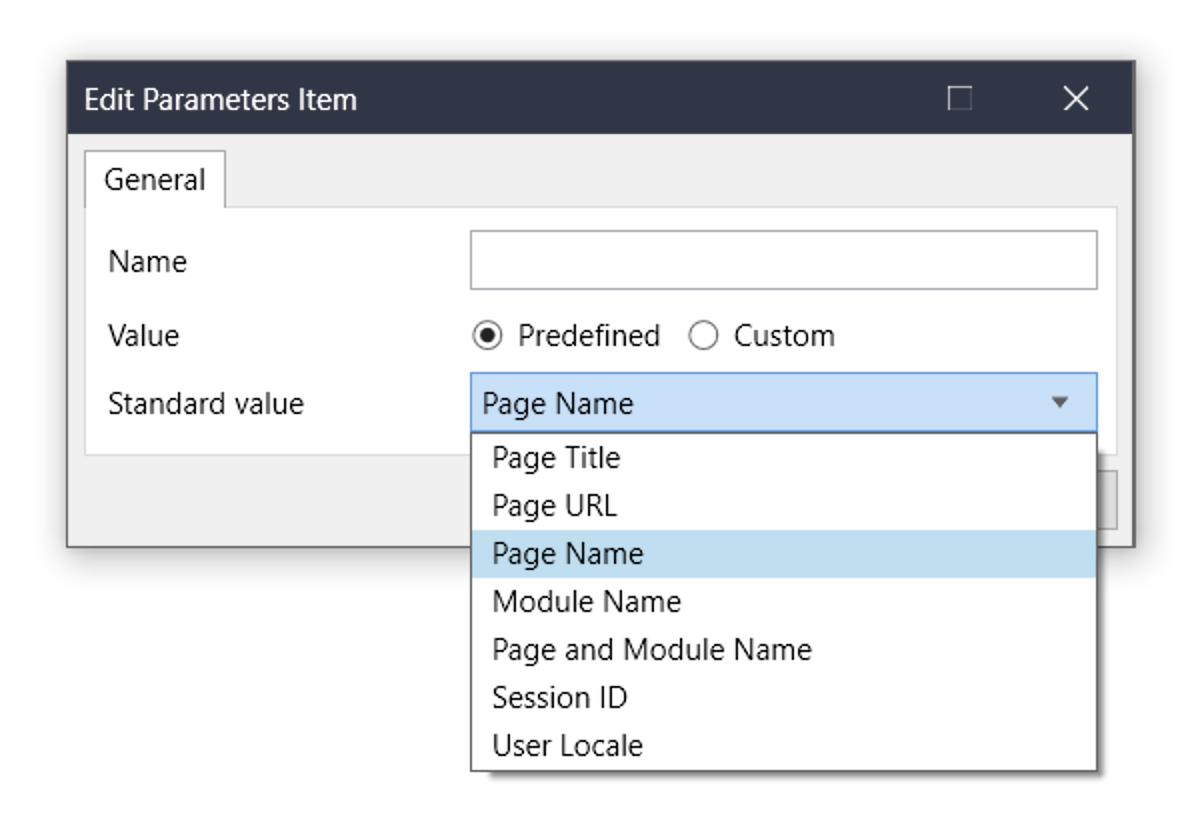 Edit Parameters Item
General
Name
Value Predefined Custom
Standard value Page Name
Page Title
Page URL
Page Name
Module Name
Page and Module Name
Session ID
User Locale